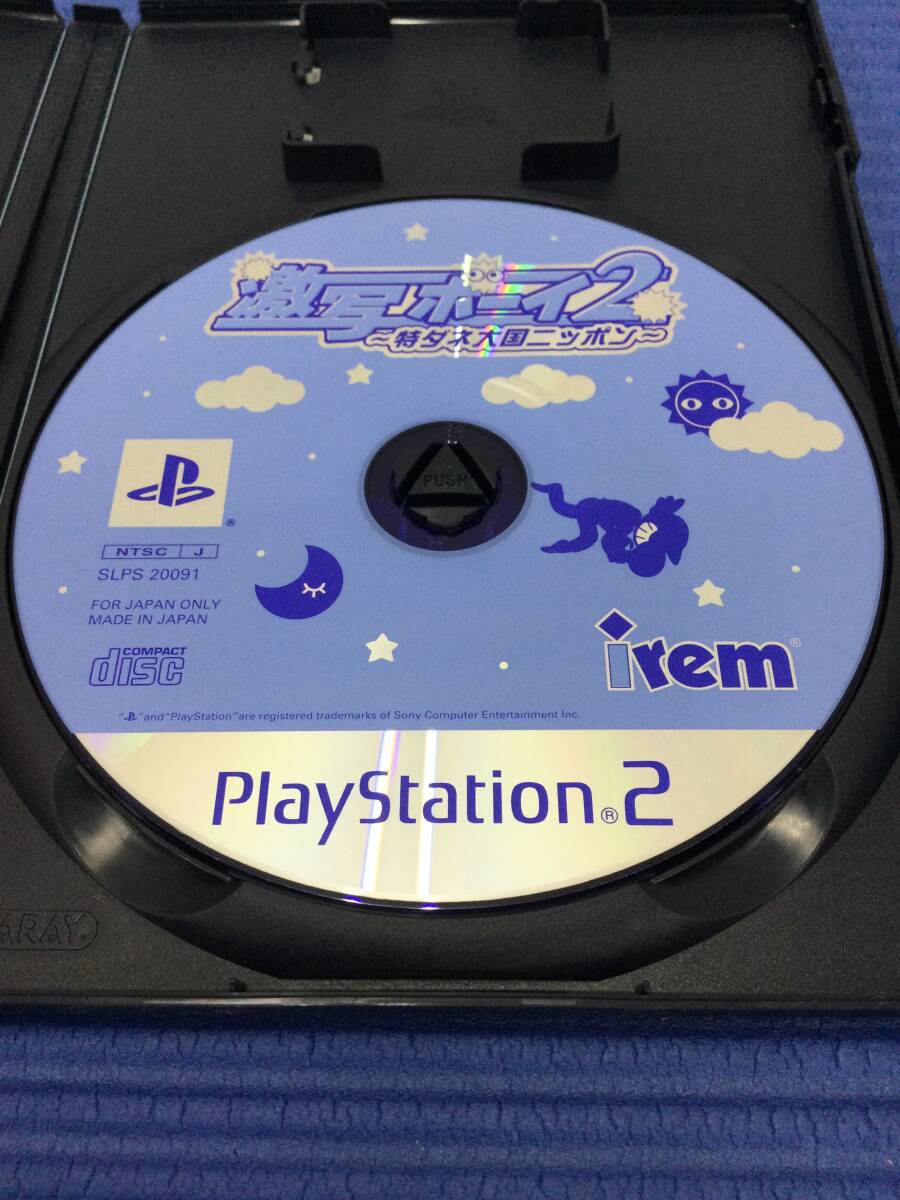 激写ボーイ2
～特ダネ大国ニッポン～
PUSH
NTSC J
SLPS 20091
FOR JAPAN ONLY
MADE IN JAPAN
COMPACT
disc
irem®
"PS" and "PlayStation" are registered trademarks of Sony Computer Entertainment Inc.
PlayStation®2
ARAY®